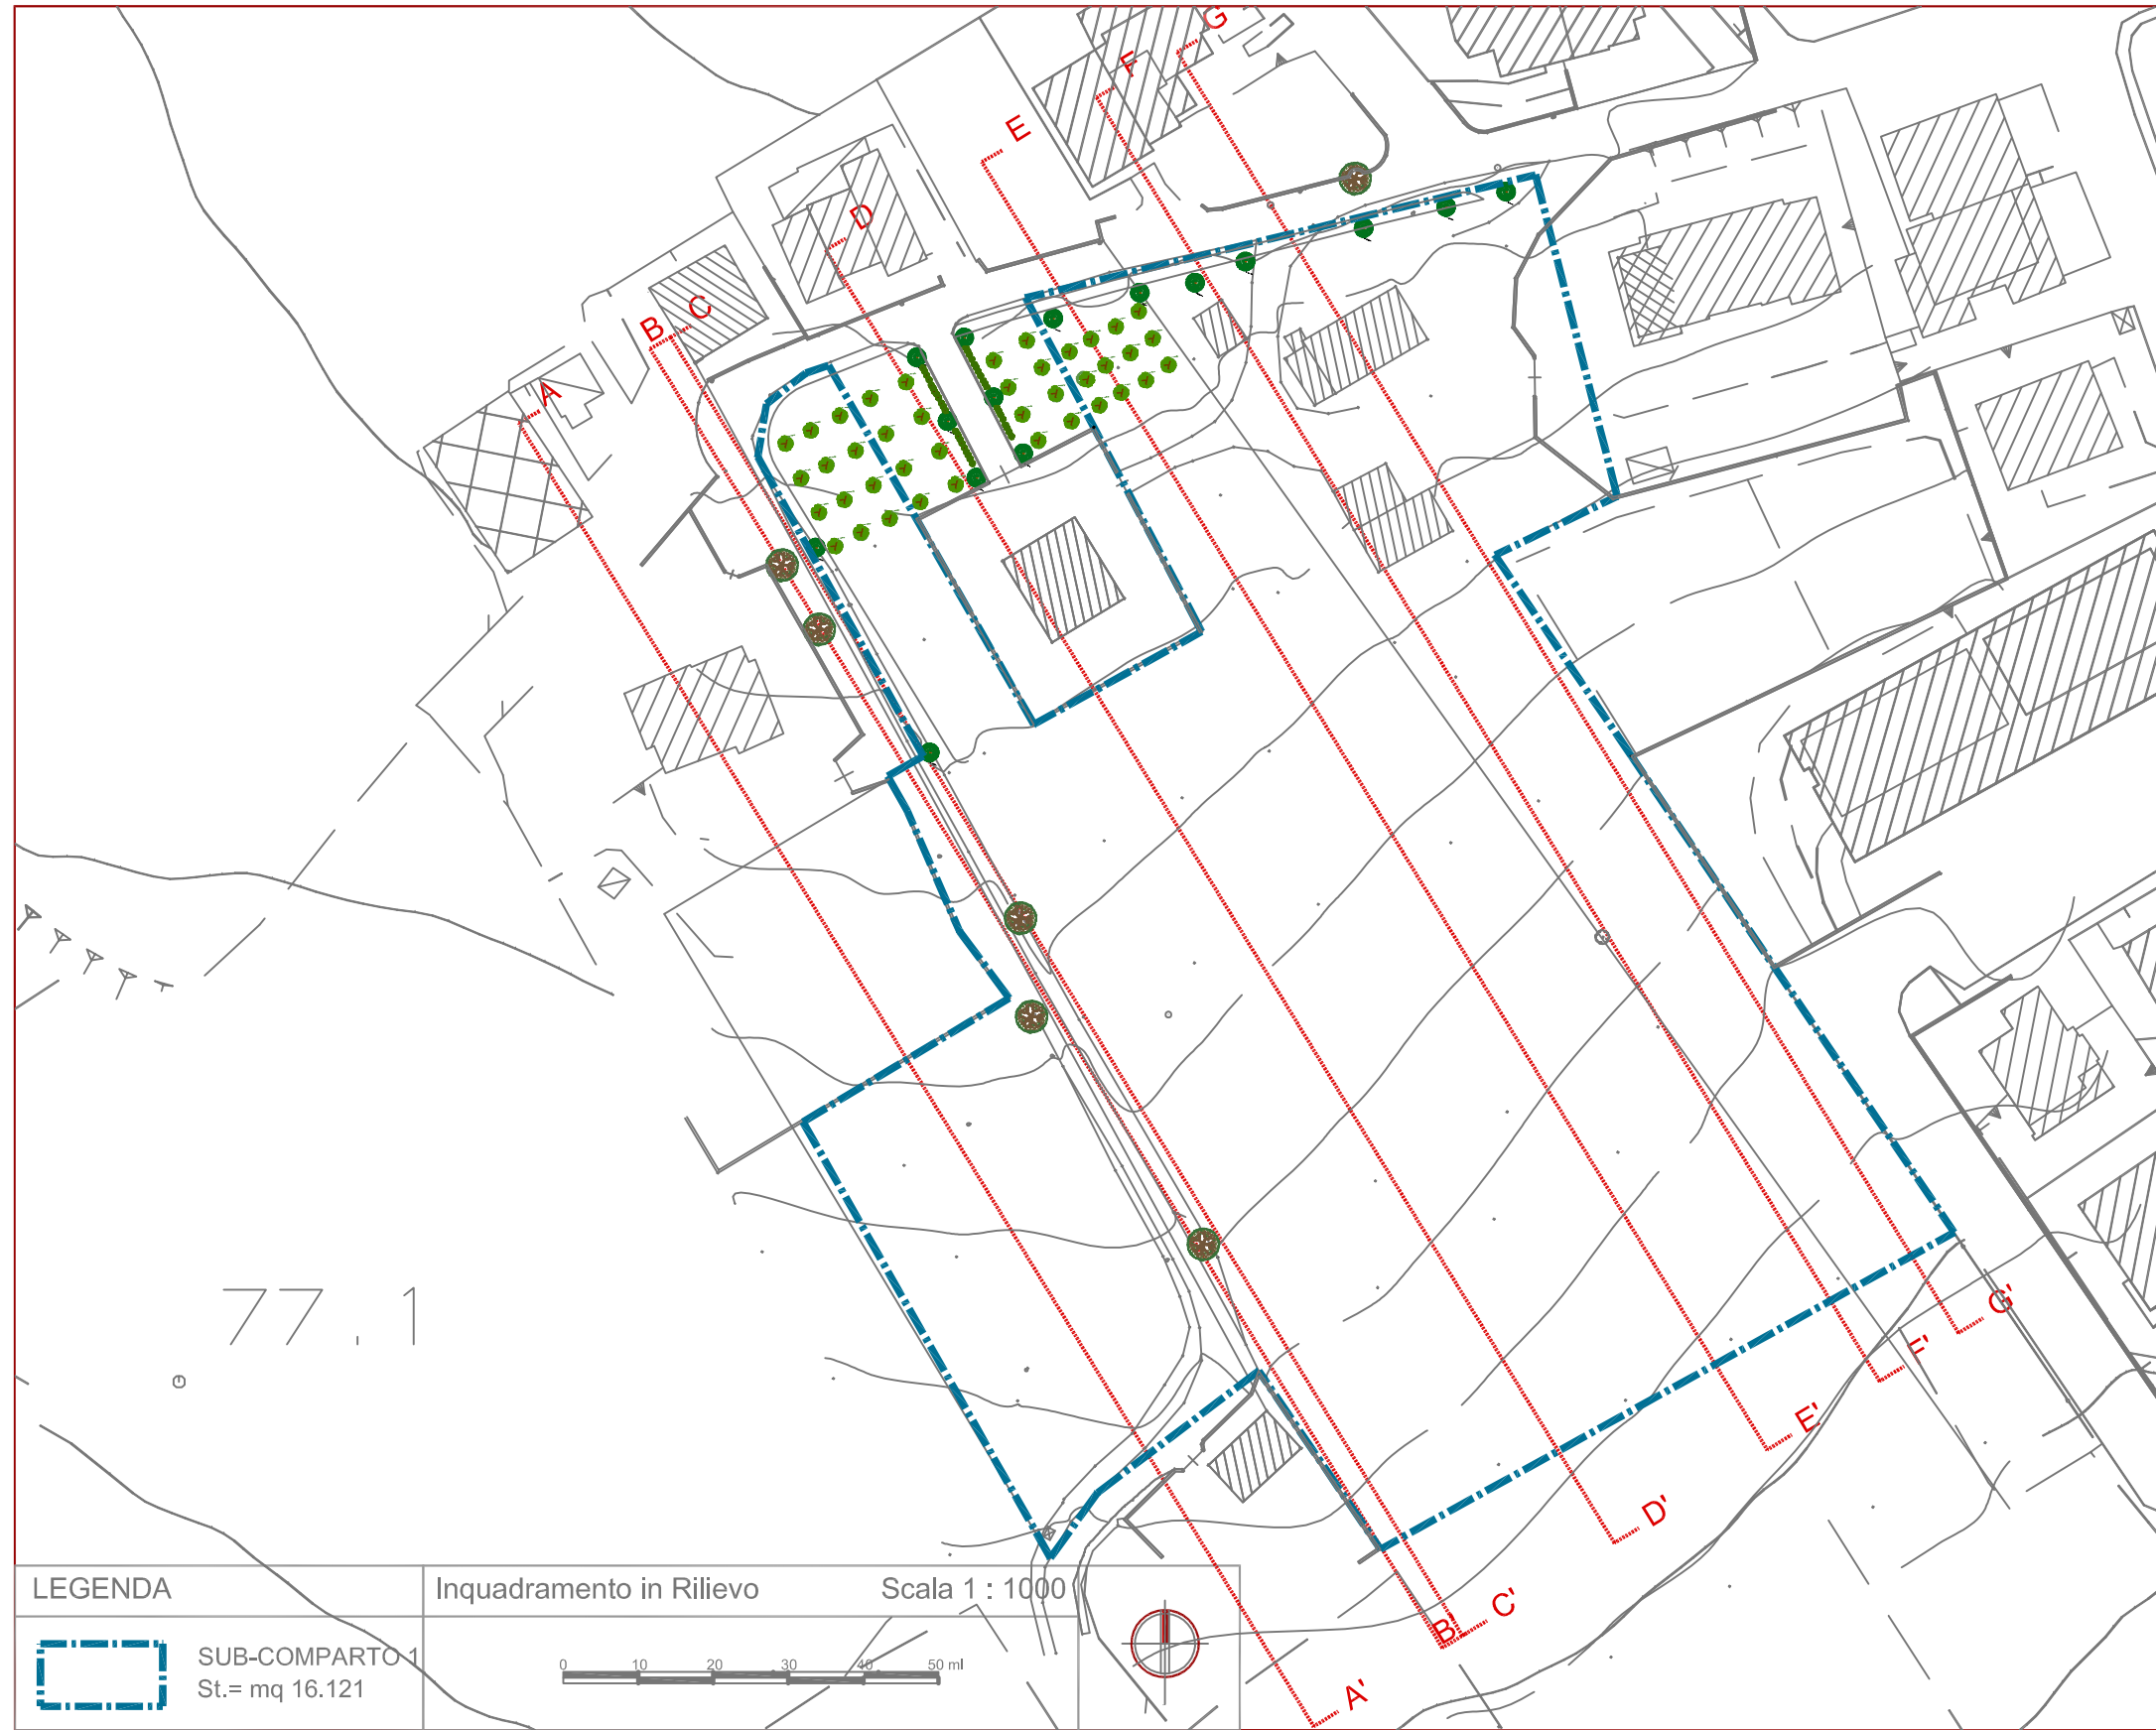 G
F
E
D
C
B
A
77.1
G'
F'
E'
D'
C'
B'
A'
LEGENDA
Inquadramento in Rilievo Scala 1 : 1000
SUB-COMPARTO 1
St.= mq 16.121
0 10 20 30 40 50 ml